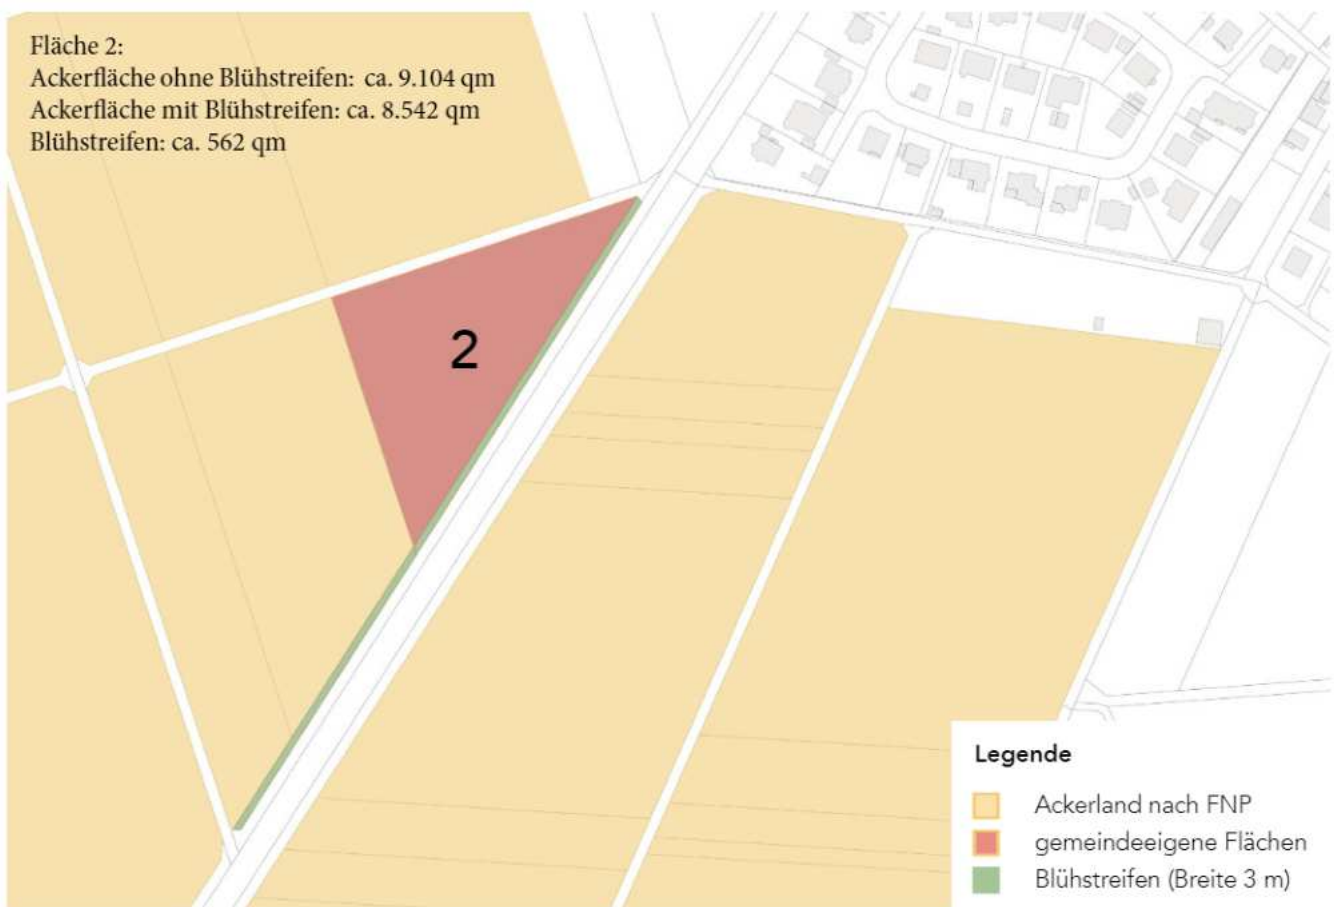 Fläche 2:
Ackerfläche ohne Blühstreifen: ca. 9.104 qm
Ackerfläche mit Blühstreifen: ca. 8.542 qm
Blühstreifen: ca. 562 qm
2
Legende
Ackerland nach FNP
gemeindeeigene Flächen
Blühstreifen (Breite 3 m)